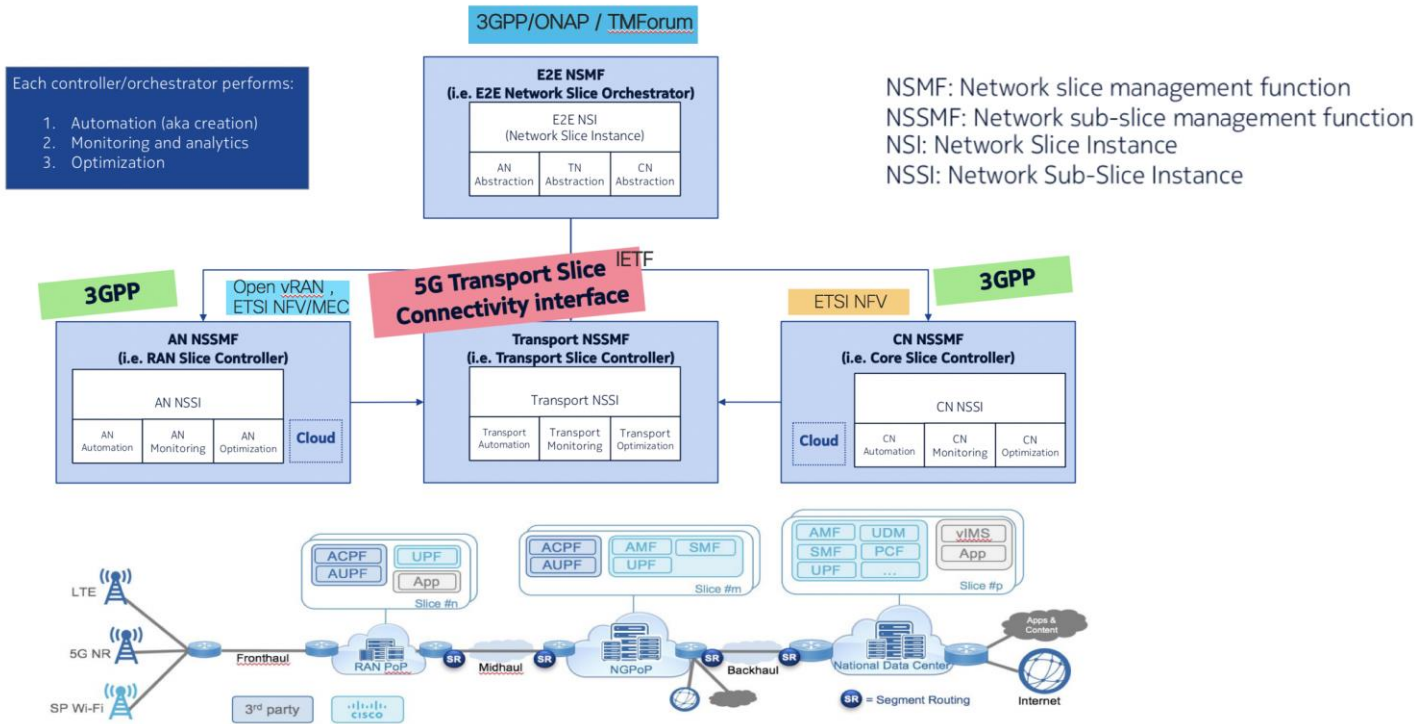 3GPP/ONAP / TMForum
Each controller/orchestrator performs:
1. Automation (aka creation)
2. Monitoring and analytics
3. Optimization
E2E NSMF
(i.e. E2E Network Slice Orchestrator)
E2E NSI
(Network Slice Instance)
AN
Abstraction
TN
Abstraction
CN
Abstraction
NSMF: Network slice management function
NSSMF: Network sub-slice management function
NSI: Network Slice Instance
NSSI: Network Sub-Slice Instance
3GPP
Open vRAN ,
ETSI NFV/MEC
IETF
5G Transport Slice
Connectivity interface
ETSI NFV
3GPP
AN NSSMF
(i.e. RAN Slice Controller)
AN NSSI
AN
Automation
AN
Monitoring
AN
Optimization
Cloud
Transport NSSMF
(i.e. Transport Slice Controller)
Transport NSSI
Transport
Automation
Transport
Monitoring
Transport
Optimization
CN NSSMF
(i.e. Core Slice Controller)
Cloud
CN NSSI
CN
Automation
CN
Monitoring
CN
Optimization
ACPF
UPF
AUPF
App
Slice #n
ACPF
AMF
SMF
AUPF
UPF
Slice #m
AMF
UDM
vIMS
SMF
PCF
App
UPF
...
Slice #p
LTE
5G NR
SP Wi-Fi
Fronthaul
RAN PoP
SR
Midhaul
SR
NGPoP
SR
Backhaul
SR
National Data Center
Apps &
Content
Internet
3rd party
CISCO
SR = Segment Routing